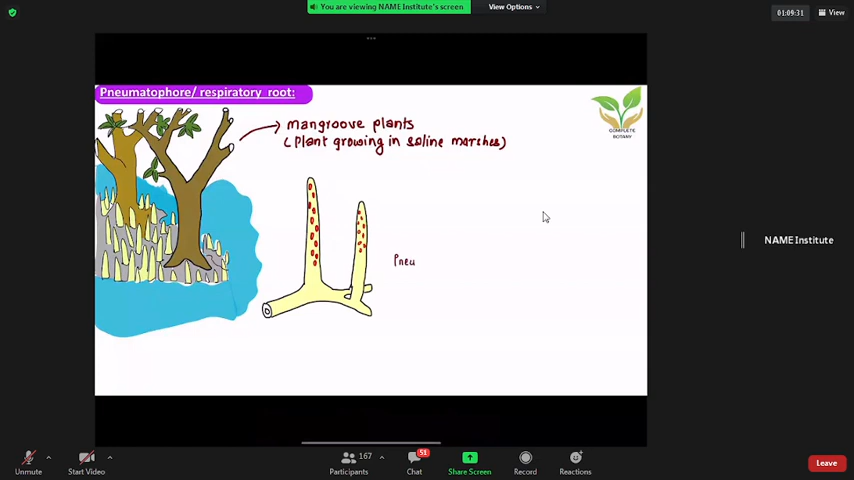 You are viewing NAME Institute's screen
View Options
01:09:31
View
Pneumatophore/ respiratory root:
mangroove plants
(Plant growing in saline marshes)
COMPLETE
BOTANY
Pneu
NAME Institute
Unmute
Start Video
167
Participants
51
Chat
Share Screen
Record
Reactions
Leave